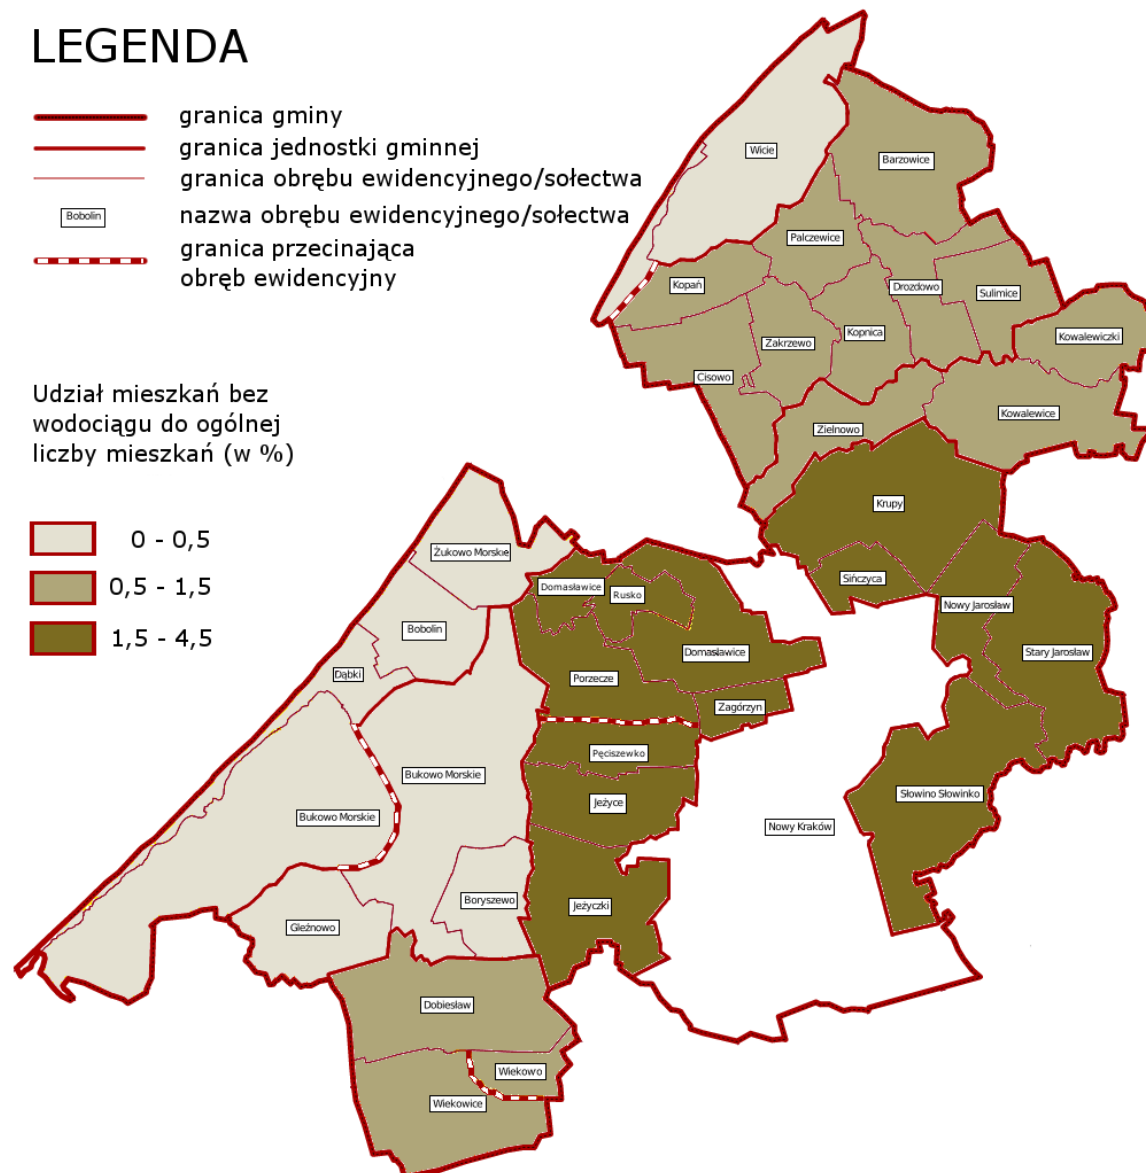 LEGENDA
granica gminy
granica jednostki gminnej
granica obrębu ewidencyjnego/sołectwa
Bobolin
nazwa obrębu ewidencyjnego/sołectwa
granica przecinająca
obręb ewidencyjny
Udział mieszkań bez
wodociągu do ogólnej
liczby mieszkań (w %)
0 - 0,5
0,5 - 1,5
1,5 - 4,5
Wicie
Barzowice
Palczewice
Kopań
Drozdowo
Sulimice
Kopnica
Zakrzewo
Kowalewiczki
Cisowo
Kowalewice
Zielnowo
Krupy
Żukowo Morskie
Sińczyca
Domasławice
Rusko
Nowy Jarosław
Bobolin
Domasławice
Stary Jarosław
Dąbki
Porzecze
Zagórzyn
Pęciszewko
Bukowo Morskie
Słowino Słowinko
Jeżyce
Bukowo Morskie
Nowy Kraków
Boryszewo
Jeżyczki
Gleźnowo
Dobiesław
Wiekowo
Wiekowice